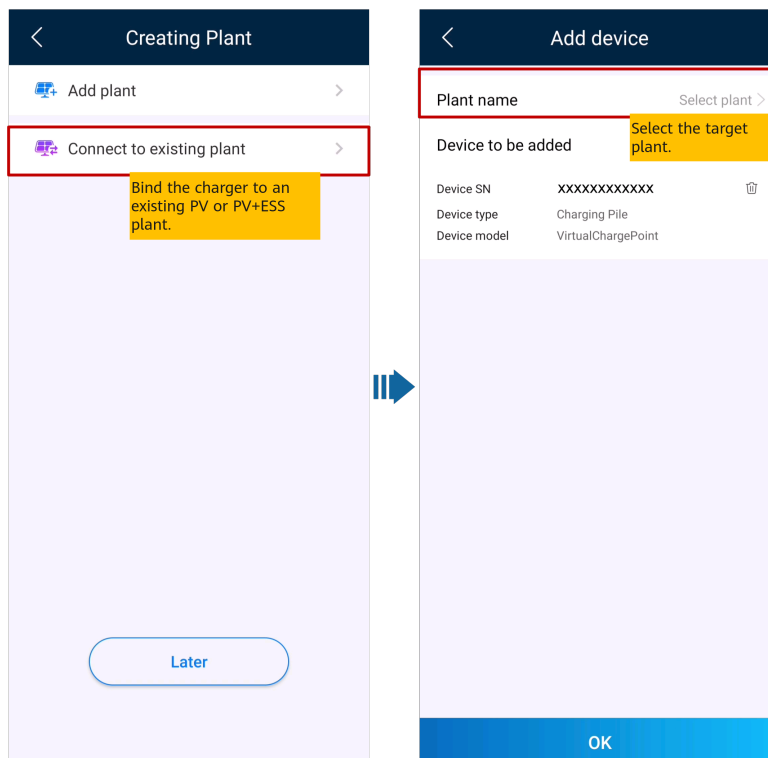 Creating Plant
Add plant
Connect to existing plant
Bind the charger to an
existing PV or PV+ESS
plant.
Later
Add device
Plant name
Select plant
Select the target
plant.
Device to be added
Device SN XXXXXXXXXXXX
Device type Charging Pile
Device model VirtualChargePoint
OK